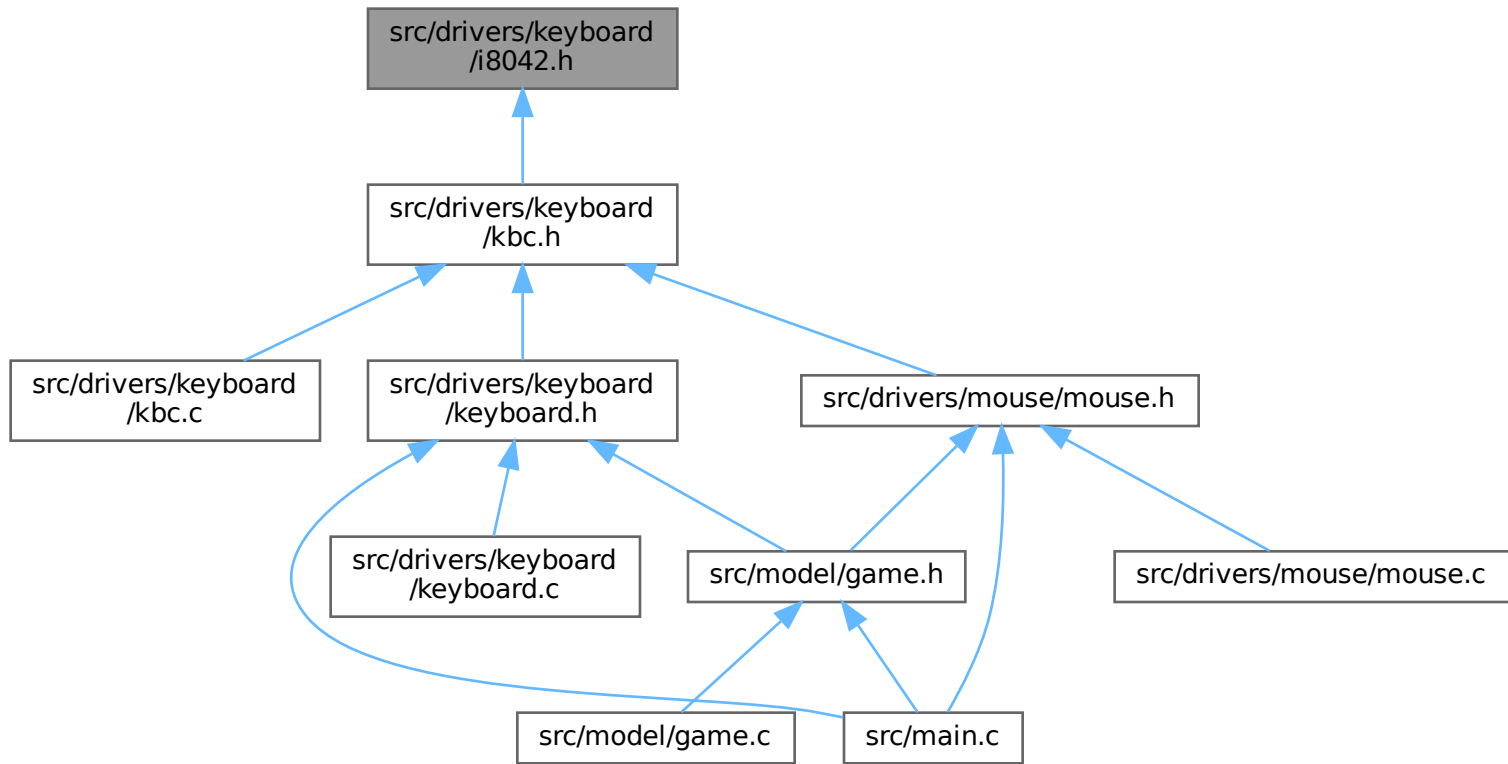 src/drivers/keyboard
/i8042.h
src/drivers/keyboard
/kbc.h
src/drivers/keyboard
/kbc.c
src/drivers/keyboard
/keyboard.h
src/drivers/mouse/mouse.h
src/drivers/keyboard
/keyboard.c
src/model/game.h
src/drivers/mouse/mouse.c
src/model/game.c
src/main.c